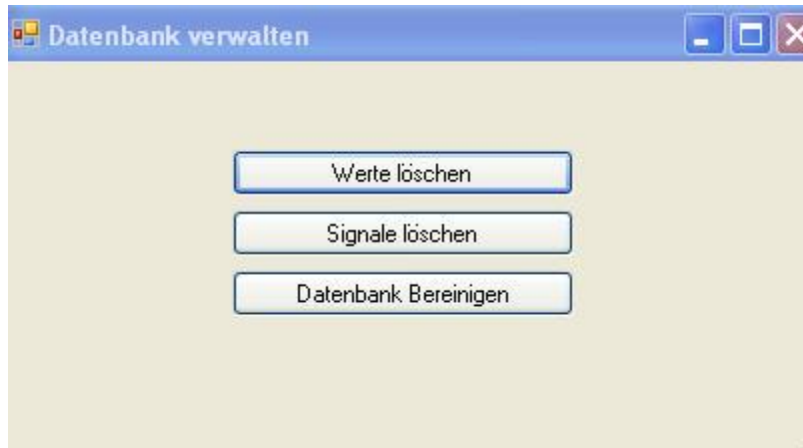 Datenbank verwalten
Werte löschen
Signale löschen
Datenbank Bereinigen